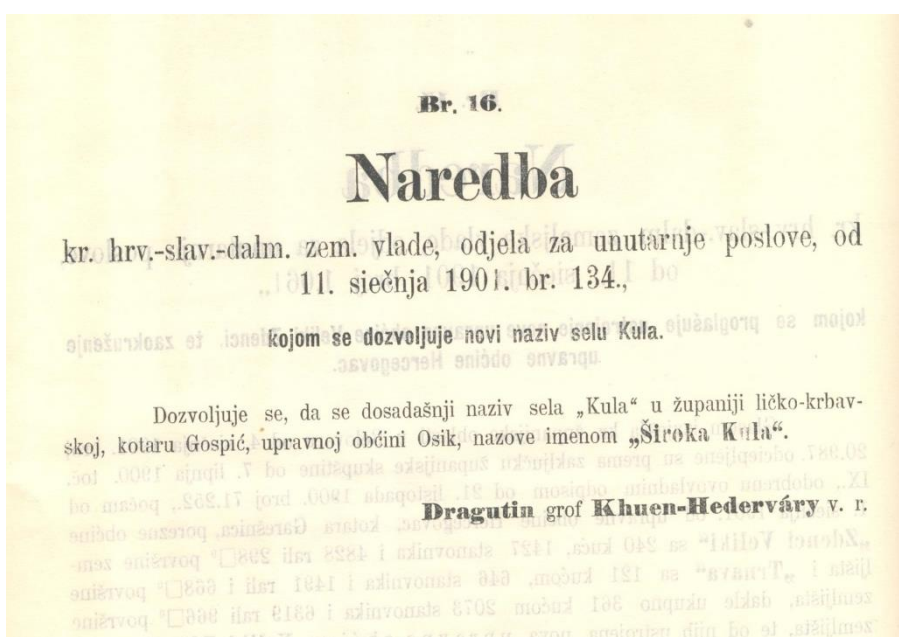 Br. 16.
Naredba
kr. hrv.-slav.-dalm. zem. vlade, odjela za unutarnje poslove, od
11. siečnja 1901. br. 134.,
kojom se dozvoljuje novi naziv selu Kula.
Dozvoljuje se, da se dosadašnji naziv sela „Kula“ u županiji ličko-krbav-
skoj, kotaru Gospić, upravnoj obćini Osik, nazove imenom „Široka Kula“.
Dragutin grof Khuen-Hederváry v. r.